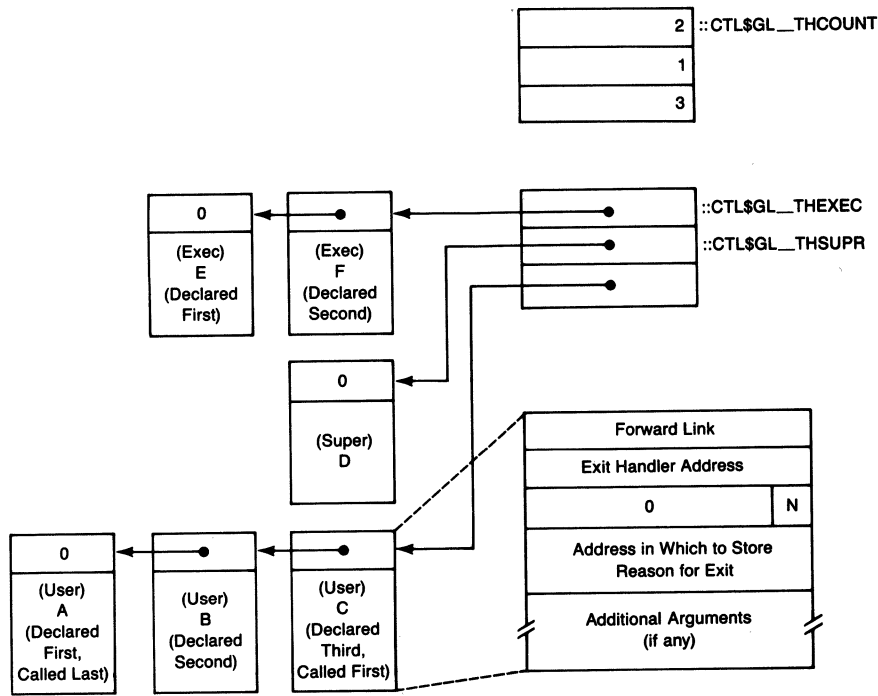 2 ::CTL$GL__THCOUNT
1
3
::CTL$GL__THEXEC
::CTL$GL__THSUPR
0
(Exec)
E
(Declared
First)
(Exec)
F
(Declared
Second)
0
(Super)
D
0
(User)
A
(Declared
First,
Called Last)
(User)
B
(Declared
Second)
(User)
C
(Declared
Third,
Called First)
Forward Link
Exit Handler Address
0 N
Address in Which to Store
Reason for Exit
Additional Arguments
(if any)